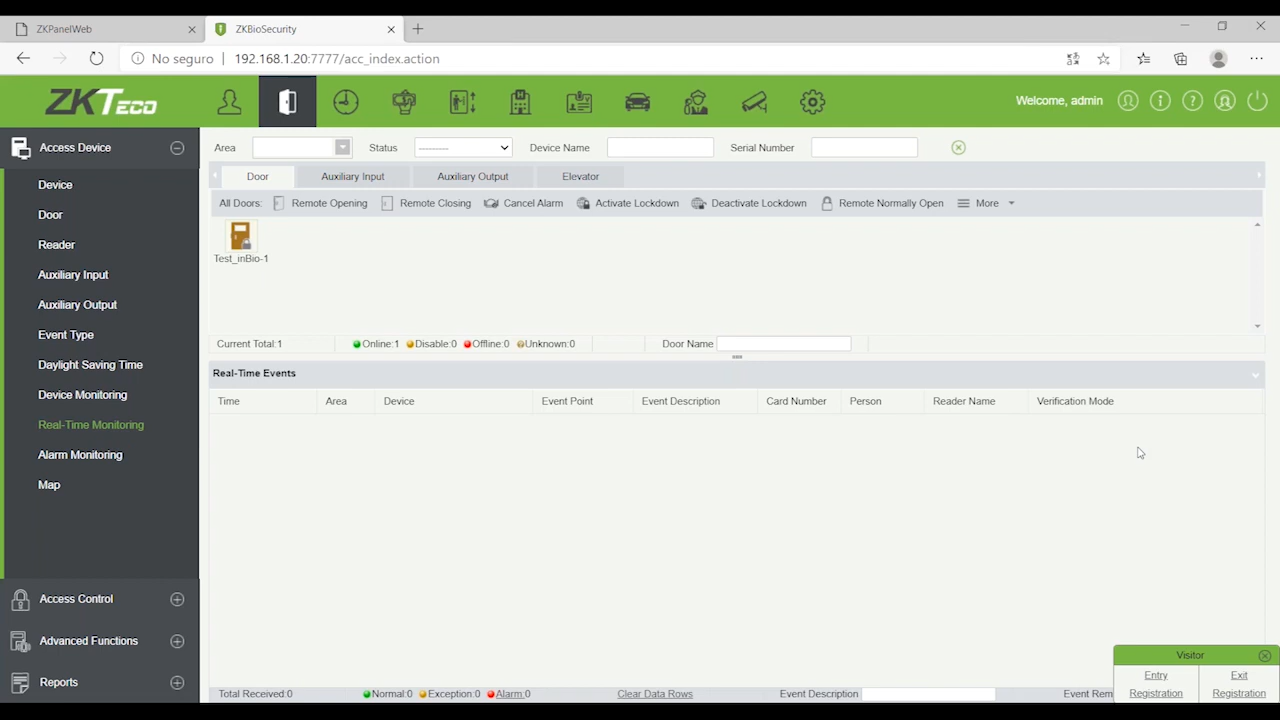 ZKPanelWeb
ZKBioSecurity
No seguro 192.168.1.20:7777/acc_index.action
ZKTECO
Welcome, admin
Access Device
Device
Door
Reader
Auxiliary Input
Auxiliary Output
Event Type
Daylight Saving Time
Device Monitoring
Real-Time Monitoring
Alarm Monitoring
Map
Access Control
Advanced Functions
Reports
Area Status ---------- Device Name Serial Number
Door Auxiliary Input Auxiliary Output Elevator
All Doors: Remote Opening Remote Closing Cancel Alarm Activate Lockdown Deactivate Lockdown Remote Normally Open More
Test_inBio-1
Current Total:1 Online:1 Disable:0 Offline:0 Unknown:0 Door Name
Real-Time Events
Time Area Device Event Point Event Description Card Number Person Reader Name Verification Mode
Total Received:0 Normal:0 Exception:0 Alarm:0 Clear Data Rows Event Description Event Rem
Visitor
Entry Registration
Exit Registration